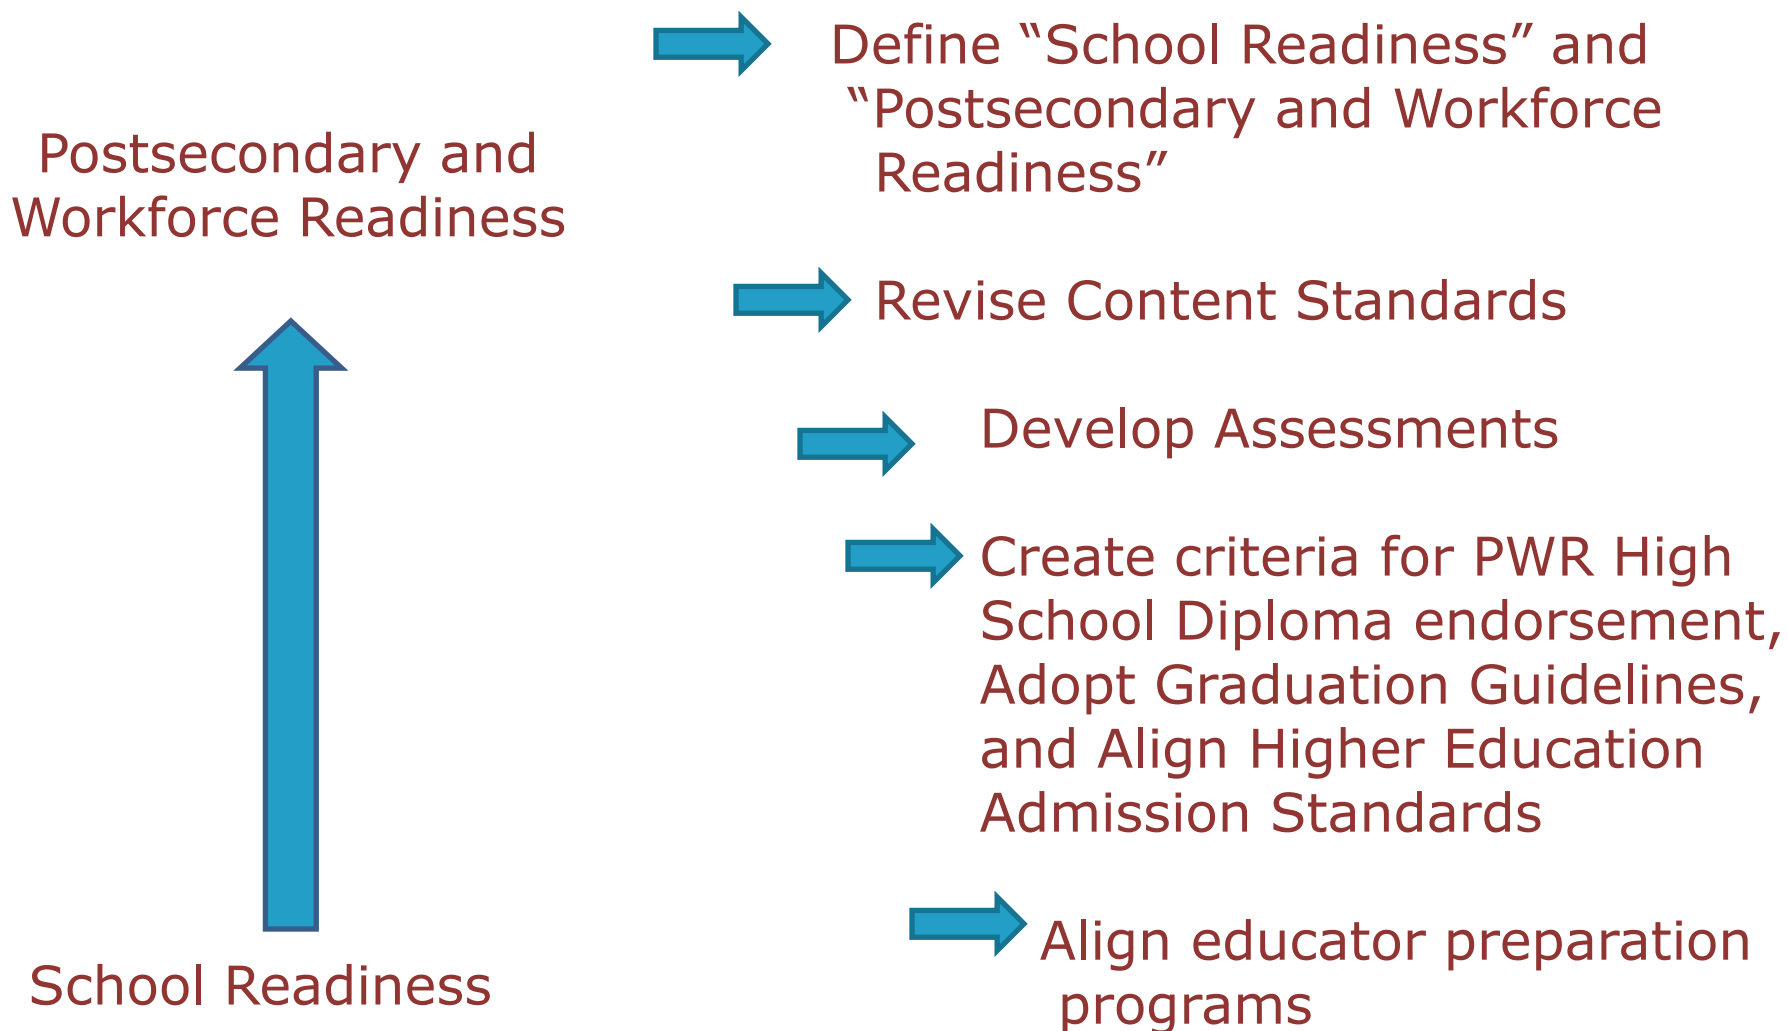 Postsecondary and
Workforce Readiness
School Readiness
Define “School Readiness” and
“Postsecondary and Workforce
Readiness”
Revise Content Standards
Develop Assessments
Create criteria for PWR High
School Diploma endorsement,
Adopt Graduation Guidelines,
and Align Higher Education
Admission Standards
Align educator preparation
programs